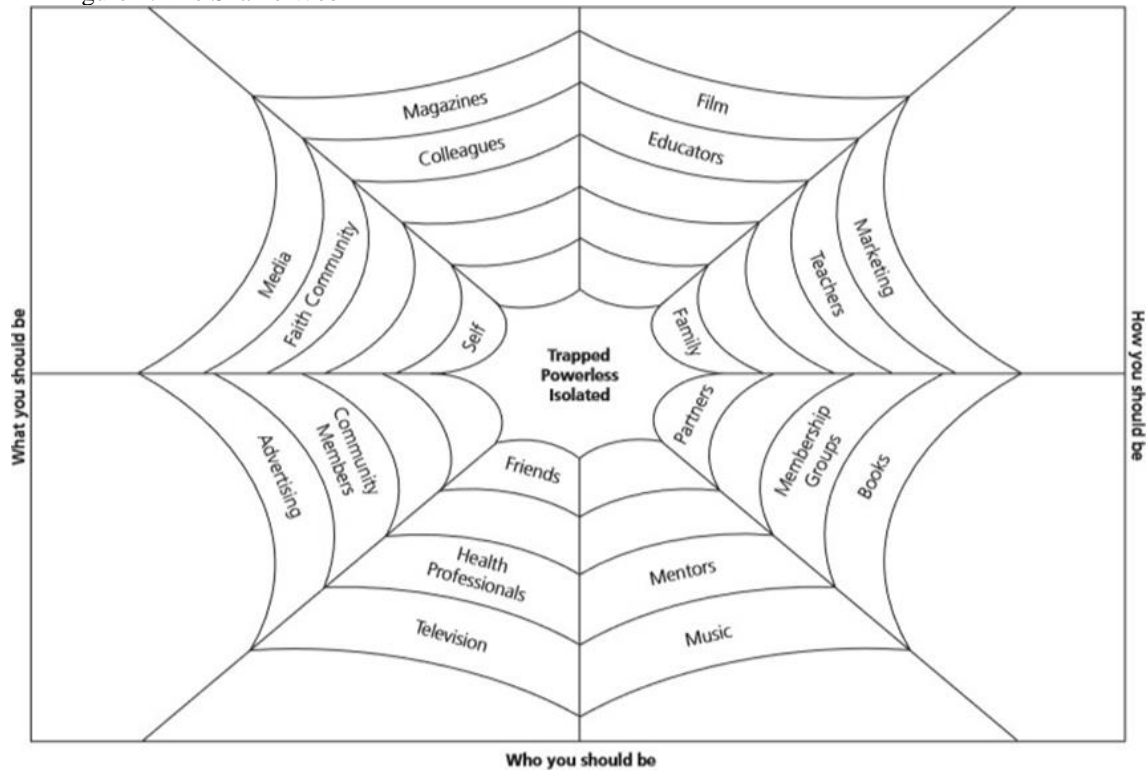 Magazines
Film
Colleagues
Educators
Media
Faith Community
Teachers
Marketing
Self
Family
Trapped
Powerless
Isolated
What you should be
How you should be
Advertising
Community
Members
Friends
Partners
Membership
Groups
Books
Health
Professionals
Mentors
Television
Music
Who you should be